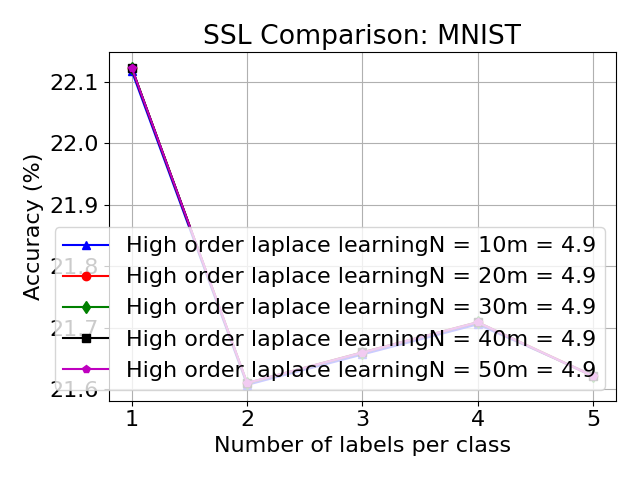 SSL Comparison: MNIST
Accuracy (%)
22.1
22.0
21.9
21.8
21.7
21.6
High order laplace learningN = 10m = 4.9
High order laplace learningN = 20m = 4.9
High order laplace learningN = 30m = 4.9
High order laplace learningN = 40m = 4.9
High order laplace learningN = 50m = 4.9
1 2 3 4 5
Number of labels per class